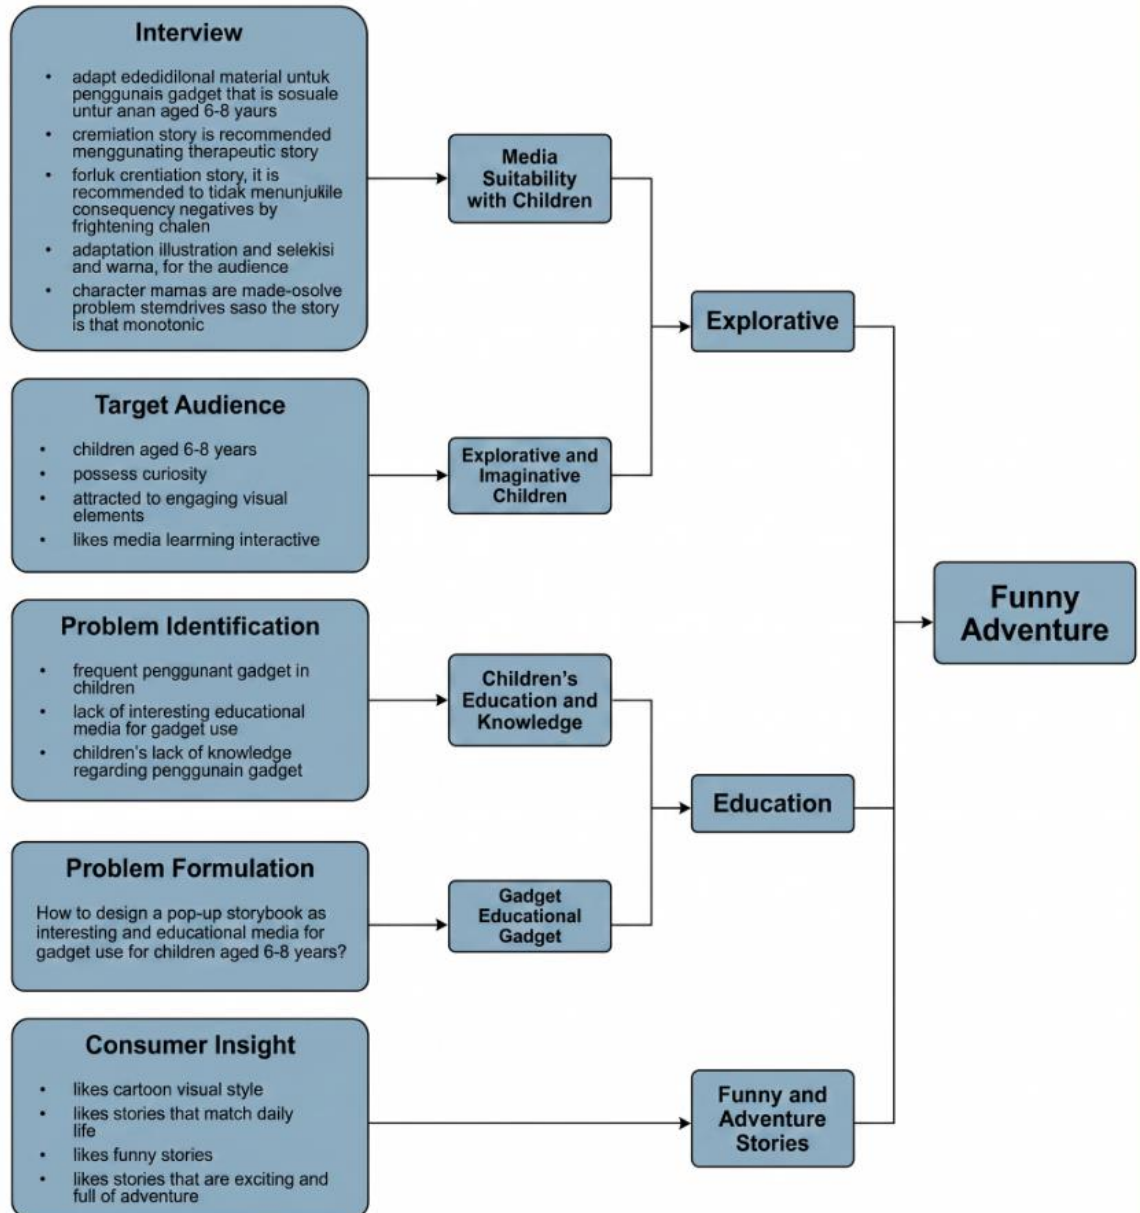 Interview
• adapt ededidilonal material untuk
penggunais gadget that is sosuale
untur anan aged 6-8 yaurs
• cremiation story is recommended
menggunating therapeutic story
• forluk crentiation story, it is
recommended to tidak menunjukile
consequency negatives by
frightening chalen
• adaptation illustration and selekisi
and warna, for the audience
• character mamas are made-osolve
problem stemdrives saso the story
is that monotonic
Media
Suitability
with Children
Explorative
Target Audience
• children aged 6-8 years
• possess curiosity
• attracted to engaging visual
elements
• likes media learrning interactive
Explorative and
Imaginative
Children
Funny
Adventure
Problem Identification
• frequent penggunant gadget in
children
• lack of interesting educational
media for gadget use
• children's lack of knowledge
regarding penggunain gadget
Children's
Education and
Knowledge
Education
Problem Formulation
How to design a pop-up storybook as
interesting and educational media for
gadget use for children aged 6-8 years?
Gadget
Educational
Gadget
Consumer Insight
• likes cartoon visual style
• likes stories that match daily
life
• likes funny stories
• likes stories that are exciting and
full of adventure
Funny and
Adventure
Stories